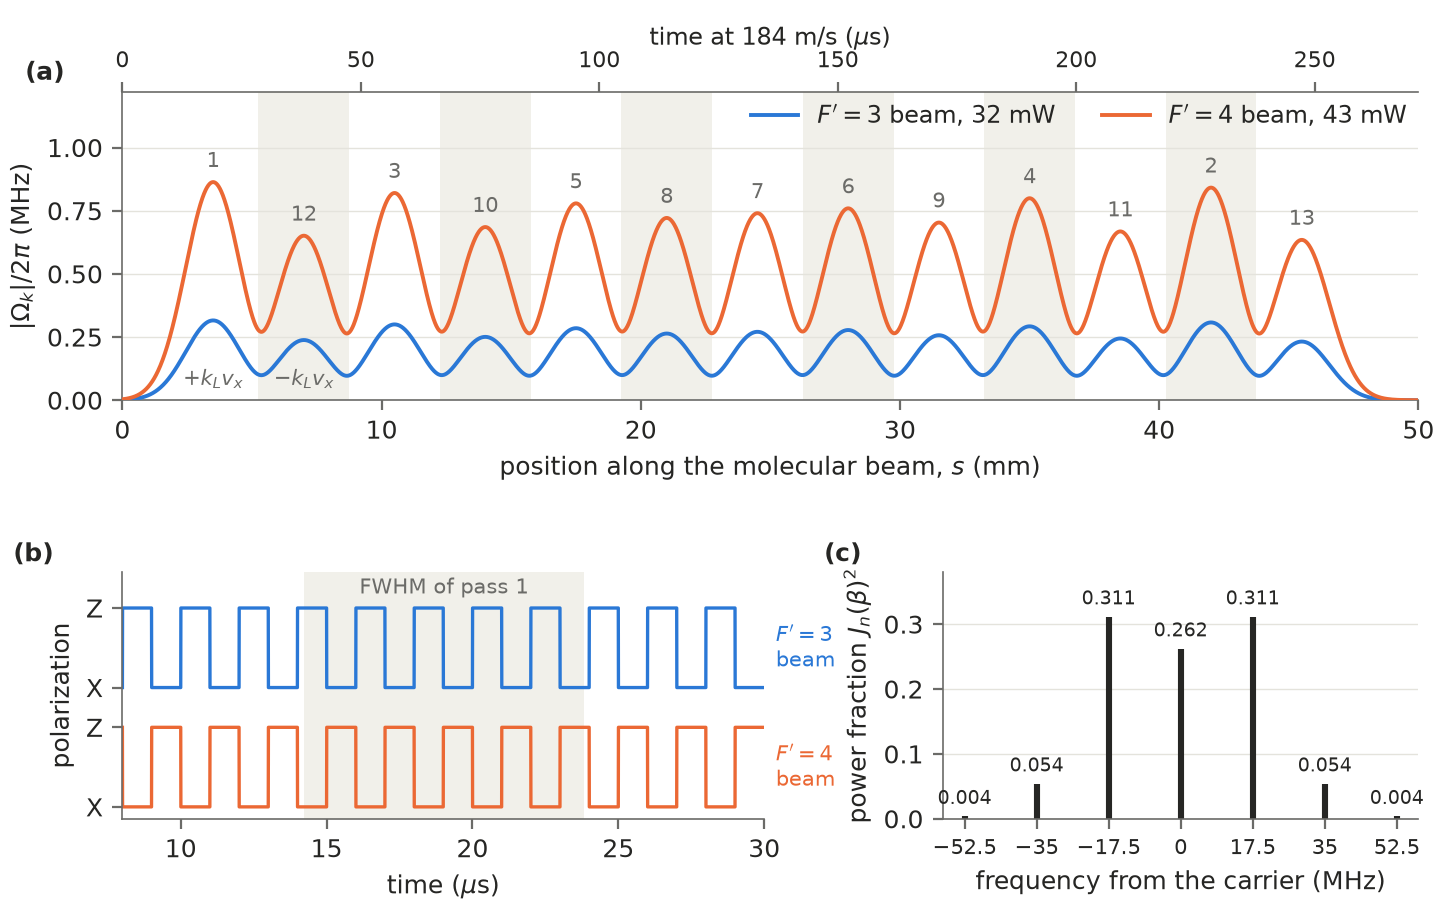 time at 184 m/s (μs)
0 50 100 150 200 250
(a)
F′ = 3 beam, 32 mW
F′ = 4 beam, 43 mW
|Ω_k|/2π (MHz)
1.00
0.75
0.50
0.25
0.00
1 12 3 10 5 8 7 6 9 4 11 2 13
+k_Lv_x
−k_Lv_x
0 10 20 30 40 50
position along the molecular beam, s (mm)
(b)
FWHM of pass 1
polarization
Z
X
Z
X
F′ = 3
beam
F′ = 4
beam
10 15 20 25 30
time (μs)
(c)
power fraction J_n(β)²
0.3
0.2
0.1
0.0
0.004
0.054
0.311
0.262
0.311
0.054
0.004
−52.5 −35 −17.5 0 17.5 35 52.5
frequency from the carrier (MHz)